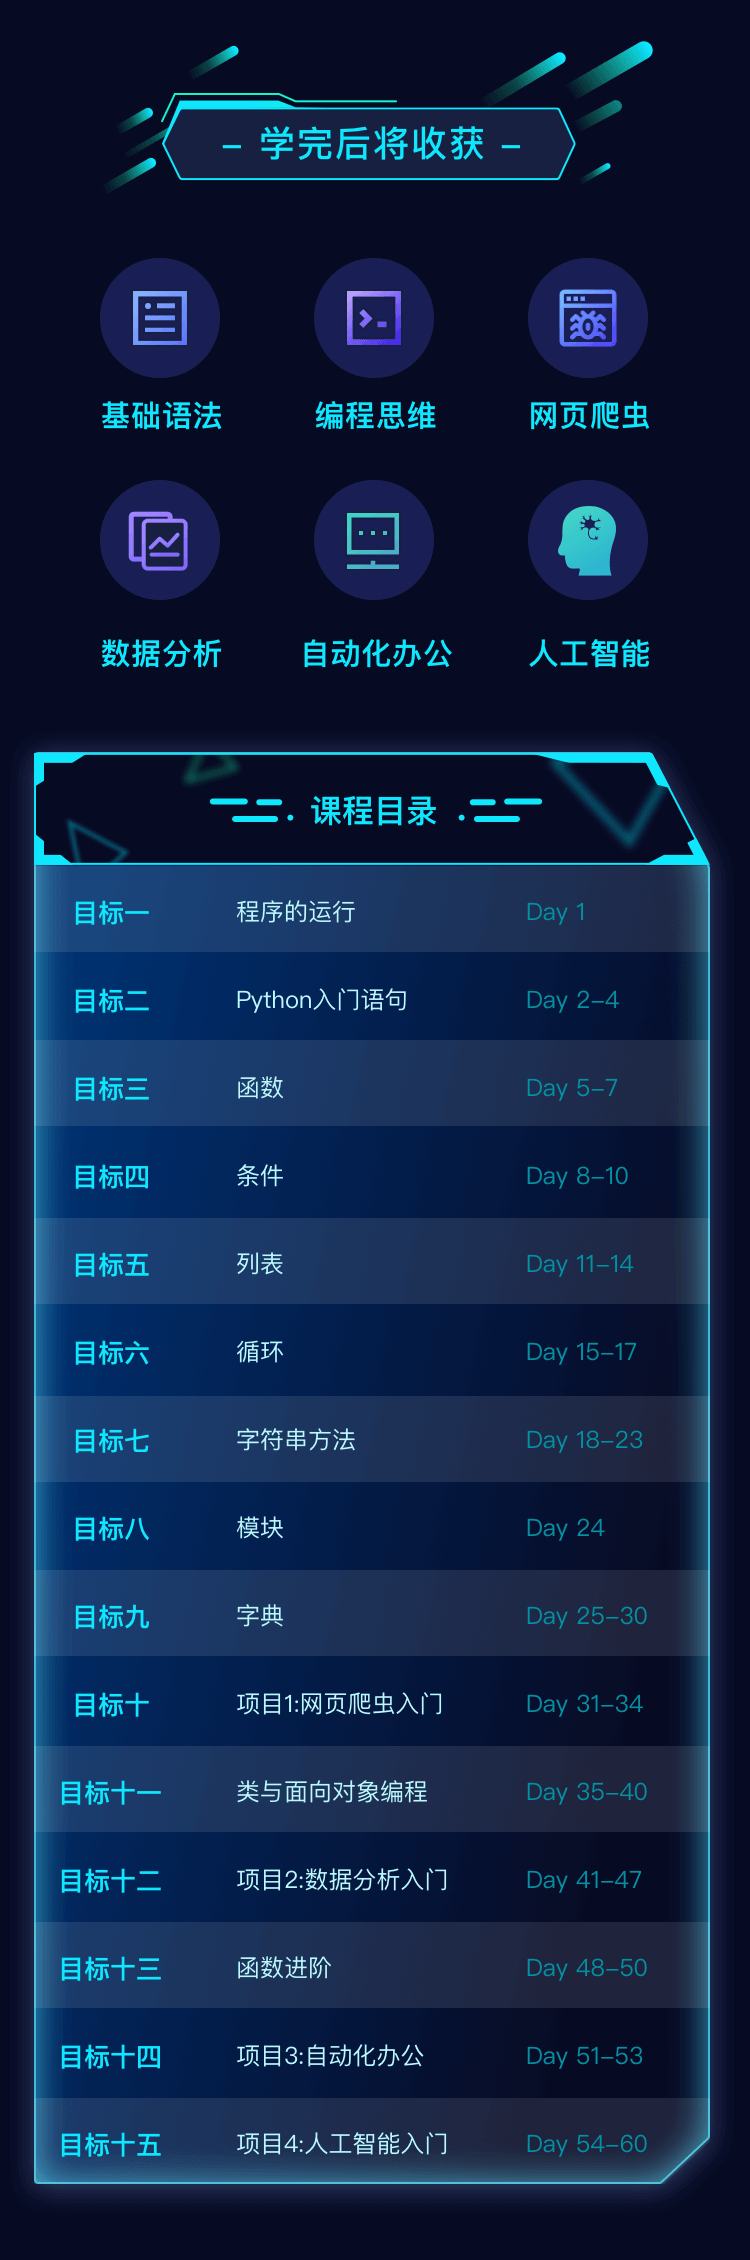 – 学完后将收获 –
基础语法 编程思维 网页爬虫
数据分析 自动化办公 人工智能
课程目录
目标一 程序的运行 Day 1
目标二 Python入门语句 Day 2–4
目标三 函数 Day 5–7
目标四 条件 Day 8–10
目标五 列表 Day 11–14
目标六 循环 Day 15–17
目标七 字符串方法 Day 18–23
目标八 模块 Day 24
目标九 字典 Day 25–30
目标十 项目1:网页爬虫入门 Day 31–34
目标十一 类与面向对象编程 Day 35–40
目标十二 项目2:数据分析入门 Day 41–47
目标十三 函数进阶 Day 48–50
目标十四 项目3:自动化办公 Day 51–53
目标十五 项目4:人工智能入门 Day 54–60